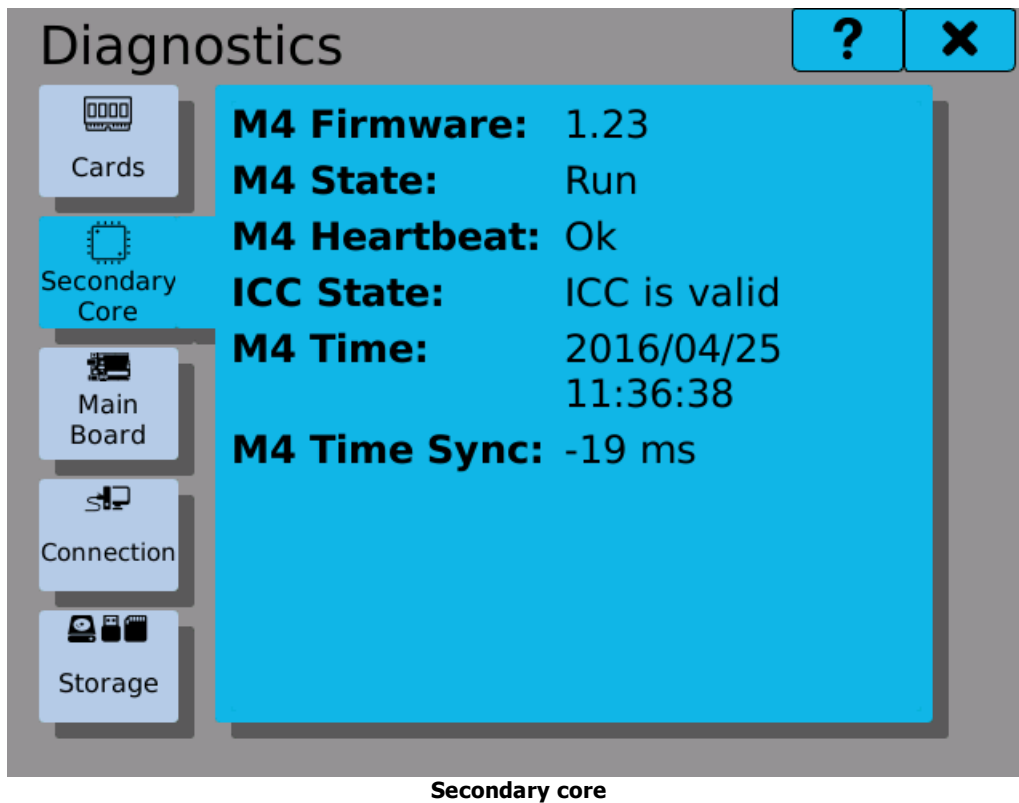 Diagnostics
?
Cards
Secondary
Core
Main
Board
Connection
Storage
M4 Firmware: 1.23
M4 State: Run
M4 Heartbeat: Ok
ICC State: ICC is valid
M4 Time: 2016/04/25
11:36:38
M4 Time Sync: -19 ms
Secondary core